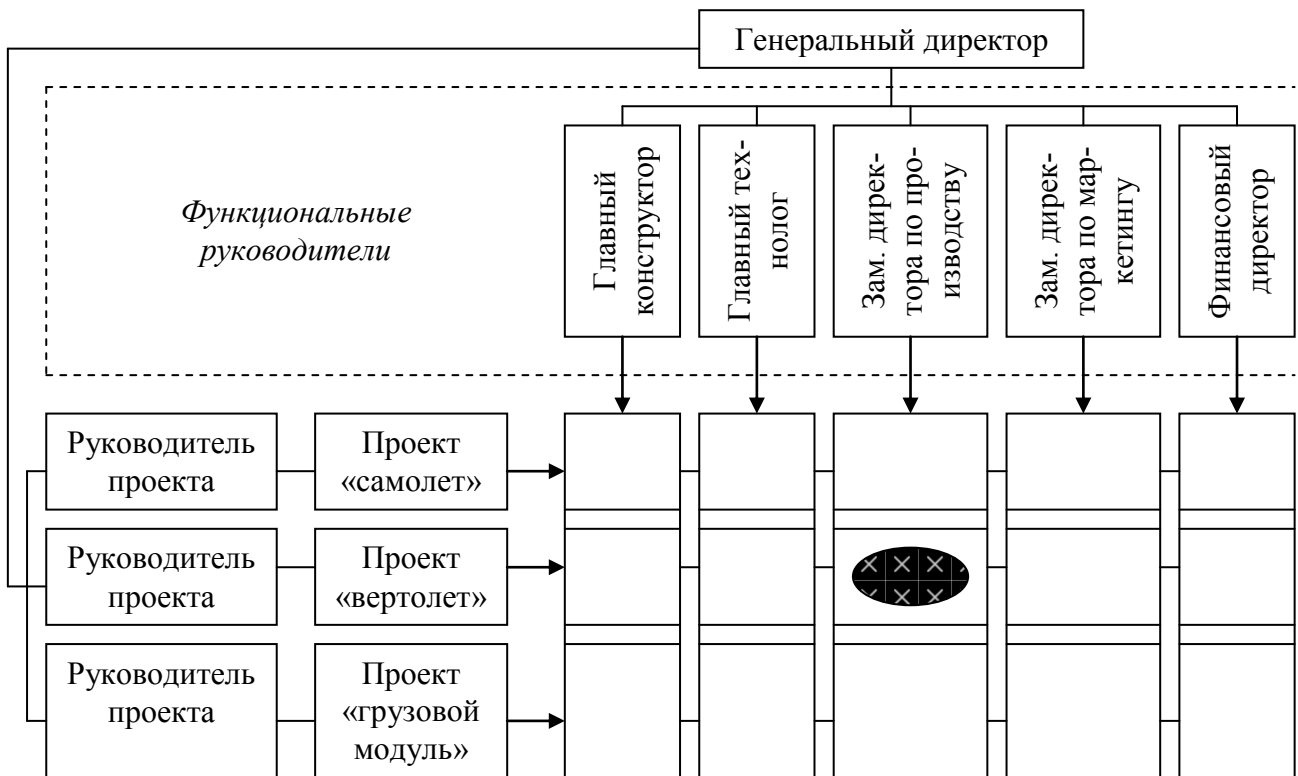 Генеральный директор
Функциональные
руководители
Главный
конструктор
Главный тех-
нолог
Зам. дирек-
тора по про-
изводству
Зам. дирек-
тора по мар-
кетингу
Финансовый
директор
Руководитель
проекта
Проект
«самолет»
Руководитель
проекта
Проект
«вертолет»
Руководитель
проекта
Проект
«грузовой
модуль»